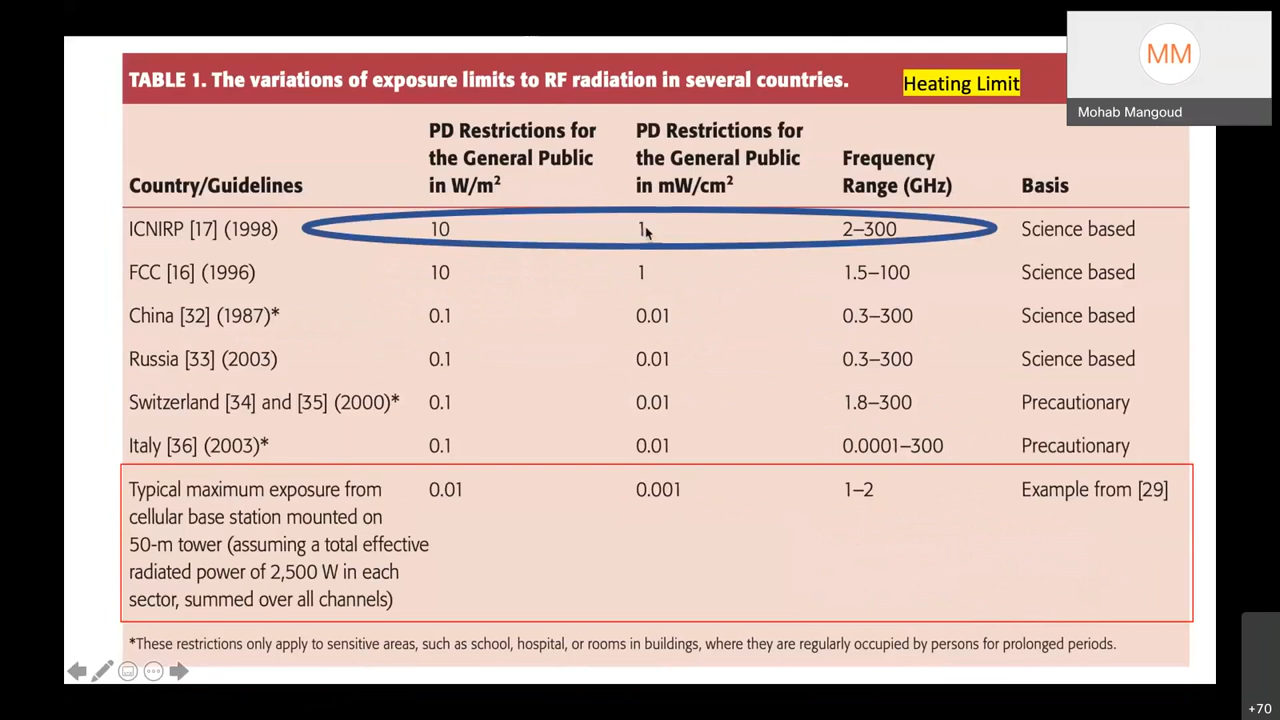 TABLE 1. The variations of exposure limits to RF radiation in several countries.
Heating Limit
MM
Mohab Mangoud
Country/Guidelines
PD Restrictions for
the General Public
in W/m²
PD Restrictions for
the General Public
in mW/cm²
Frequency
Range (GHz)
Basis
ICNIRP [17] (1998) 10 1 2–300 Science based
FCC [16] (1996) 10 1 1.5–100 Science based
China [32] (1987)* 0.1 0.01 0.3–300 Science based
Russia [33] (2003) 0.1 0.01 0.3–300 Science based
Switzerland [34] and [35] (2000)* 0.1 0.01 1.8–300 Precautionary
Italy [36] (2003)* 0.1 0.01 0.0001–300 Precautionary
Typical maximum exposure from 0.01 0.001 1–2 Example from [29]
cellular base station mounted on
50-m tower (assuming a total effective
radiated power of 2,500 W in each
sector, summed over all channels)
*These restrictions only apply to sensitive areas, such as school, hospital, or rooms in buildings, where they are regularly occupied by persons for prolonged periods.
+70